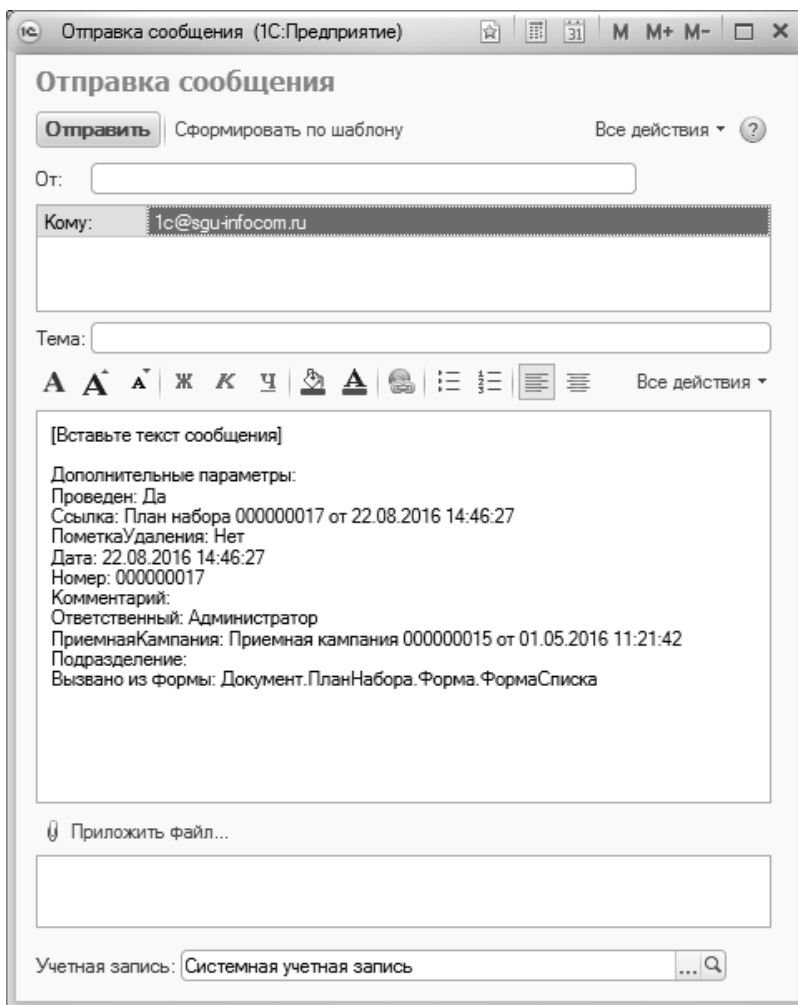 1С Отправка сообщения (1С:Предприятие) 31 M M+ M-
Отправка сообщения
Отправить Сформировать по шаблону Все действия ?
От:
Кому: 1c@sgu-infocom.ru
Тема:
А А А Ж К Ч А Все действия
[Вставьте текст сообщения]
Дополнительные параметры:
Проведен: Да
Ссылка: План набора 000000017 от 22.08.2016 14:46:27
ПометкаУдаления: Нет
Дата: 22.08.2016 14:46:27
Номер: 000000017
Комментарий:
Ответственный: Администратор
ПриемнаяКампания: Приемная кампания 000000015 от 01.05.2016 11:21:42
Подразделение:
Вызвано из формы: Документ.ПланНабора.Форма.ФормаСписка
Приложить файл...
Учетная запись: Системная учетная запись ...